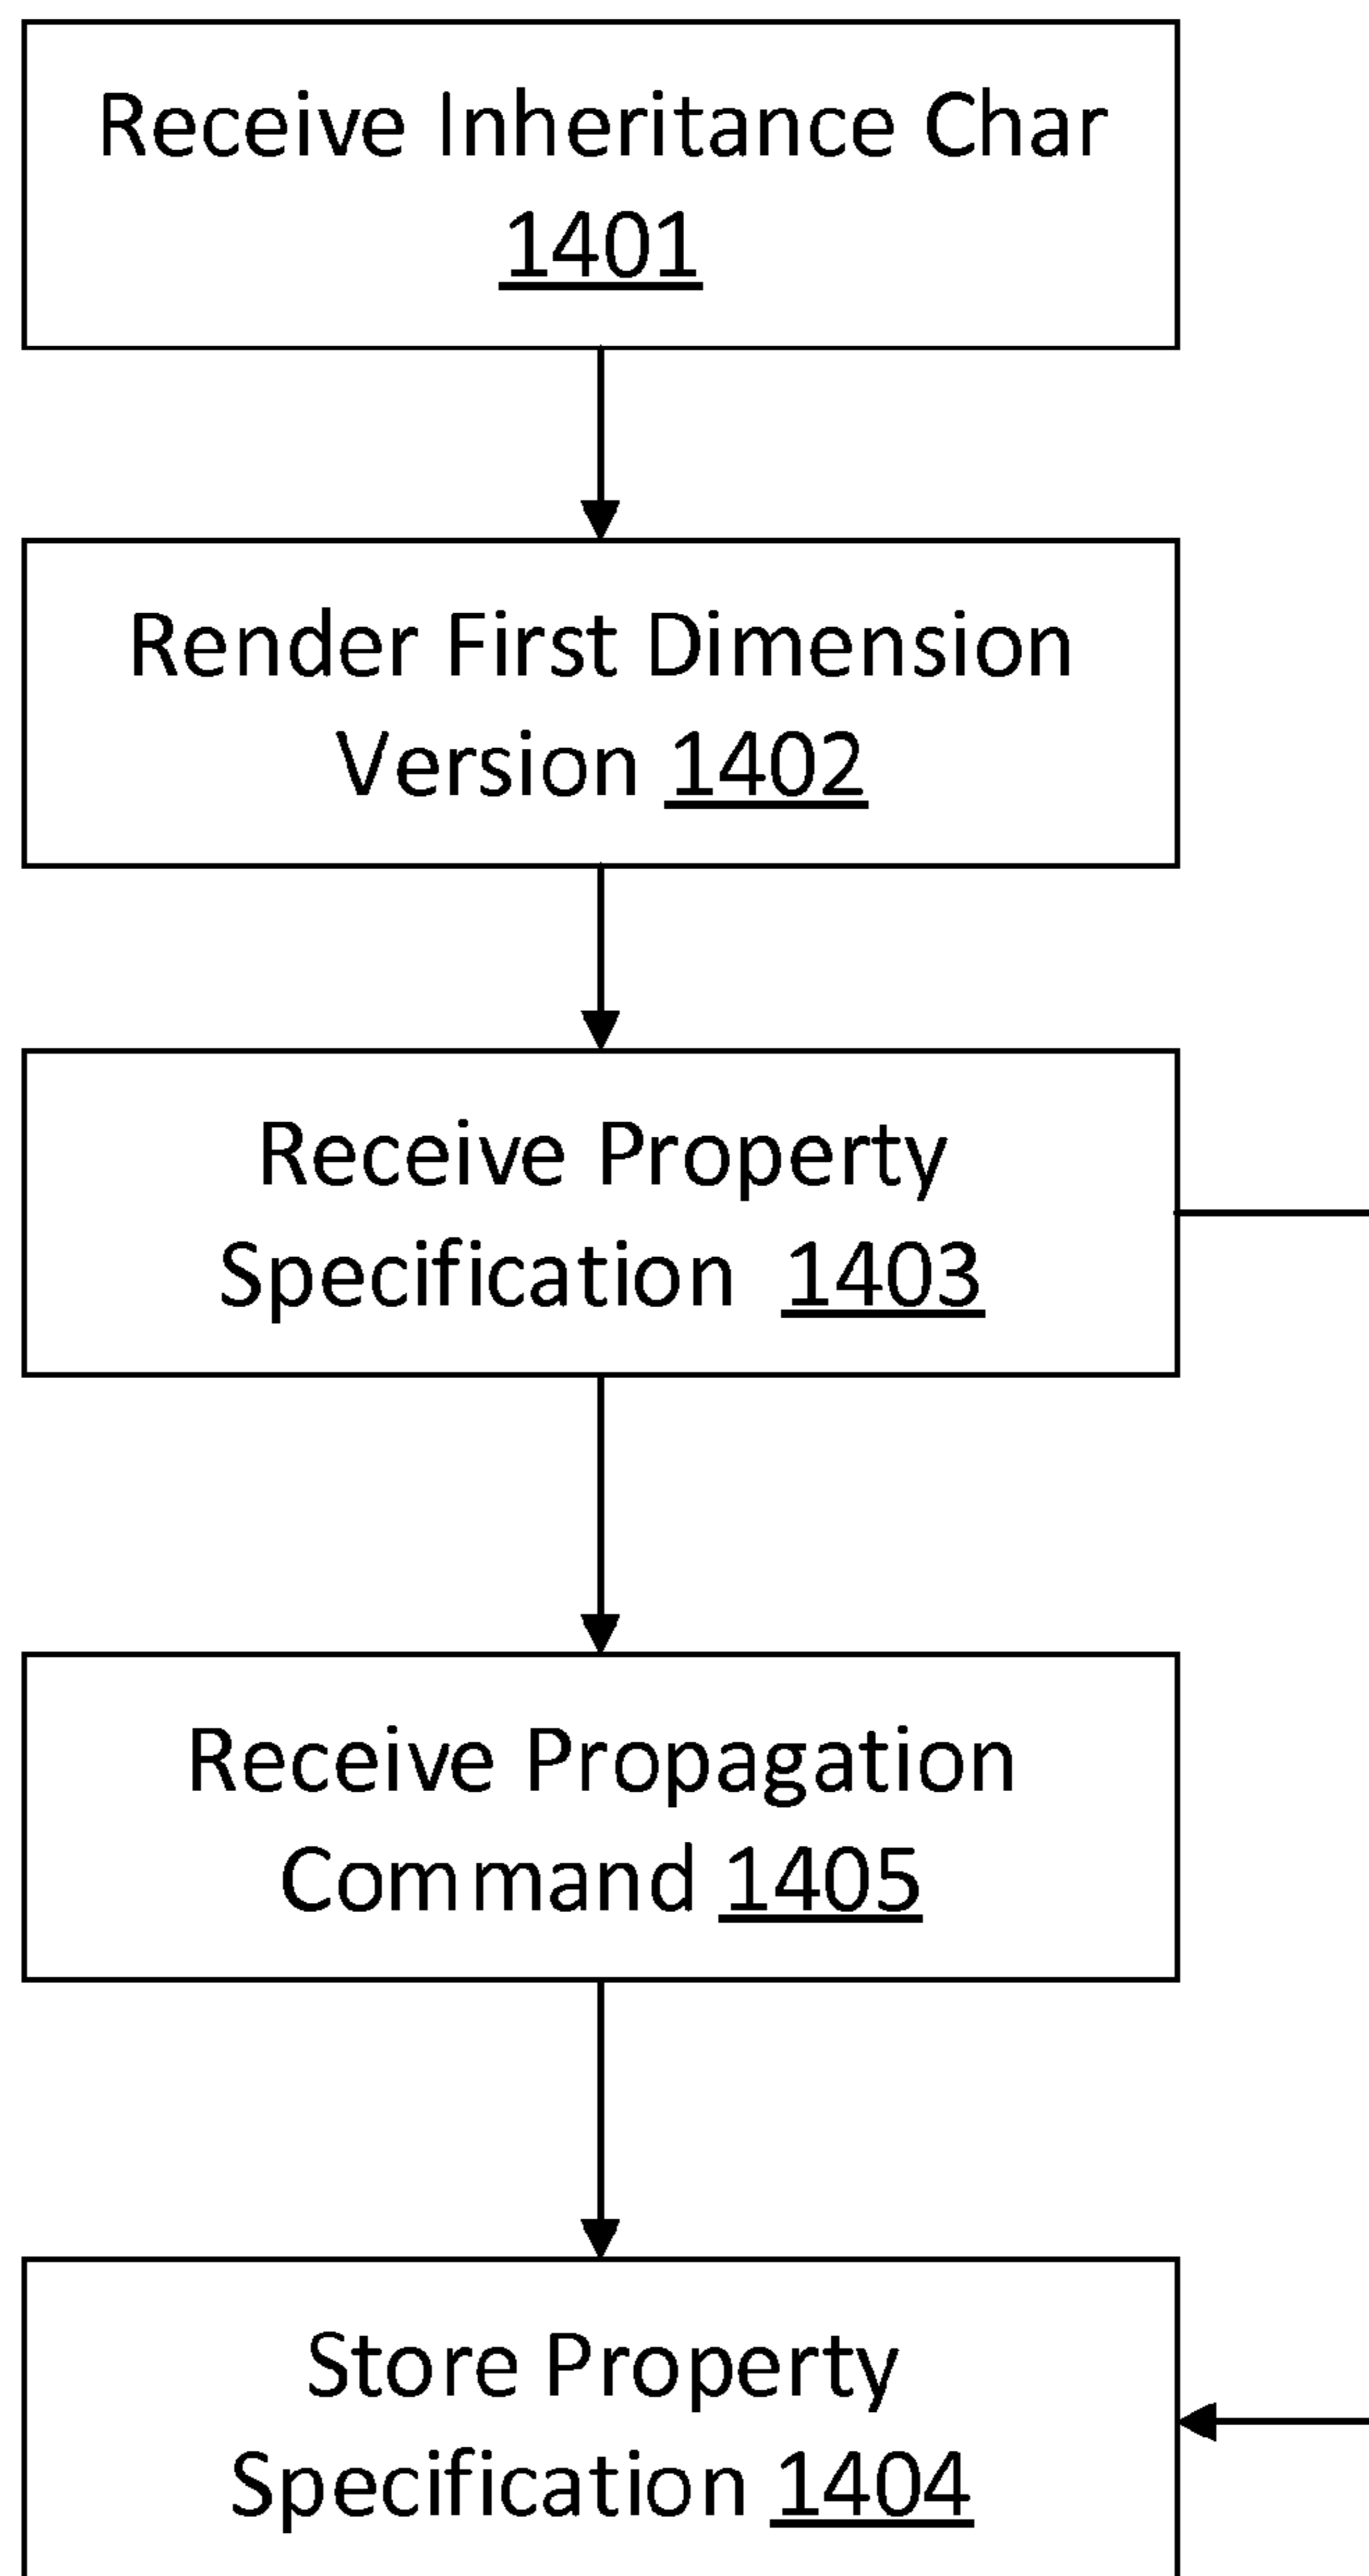 Receive Inheritance Char
1401
Render First Dimension
Version 1402
Receive Property
Specification 1403
Receive Propagation
Command 1405
Store Property
Specification 1404